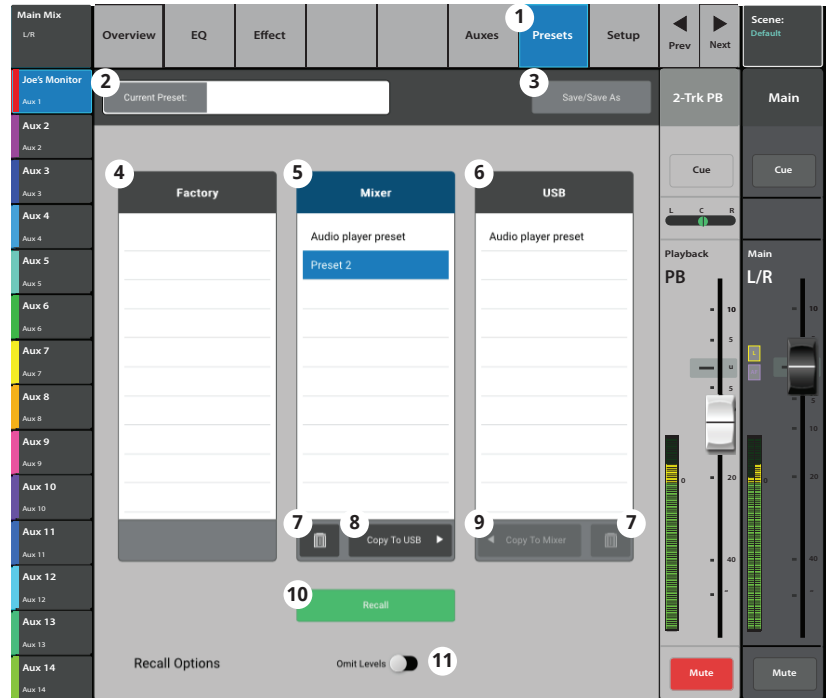 Main Mix
L/R
Overview
EQ
Effect
Auxes
1
Presets
Setup
Prev
Next
Scene:
Default
Joe's Monitor
Aux 1
Aux 2
Aux 2
Aux 3
Aux 3
Aux 4
Aux 4
Aux 5
Aux 5
Aux 6
Aux 6
Aux 7
Aux 7
Aux 8
Aux 8
Aux 9
Aux 9
Aux 10
Aux 10
Aux 11
Aux 11
Aux 12
Aux 12
Aux 13
Aux 13
Aux 14
Aux 14
2
Current Preset:
3
Save/Save As
4
Factory
5
Mixer
Audio player preset
Preset 2
6
USB
Audio player preset
7
8
Copy To USB
9
Copy To Mixer
7
10
Recall
Recall Options
Omit Levels
11
2-Trk PB
Cue
L C R
Playback
PB
10
5
U
5
0
20
40
Mute
Main
Cue
Main
L/R
L
10
5
10
0
20
40
Mute